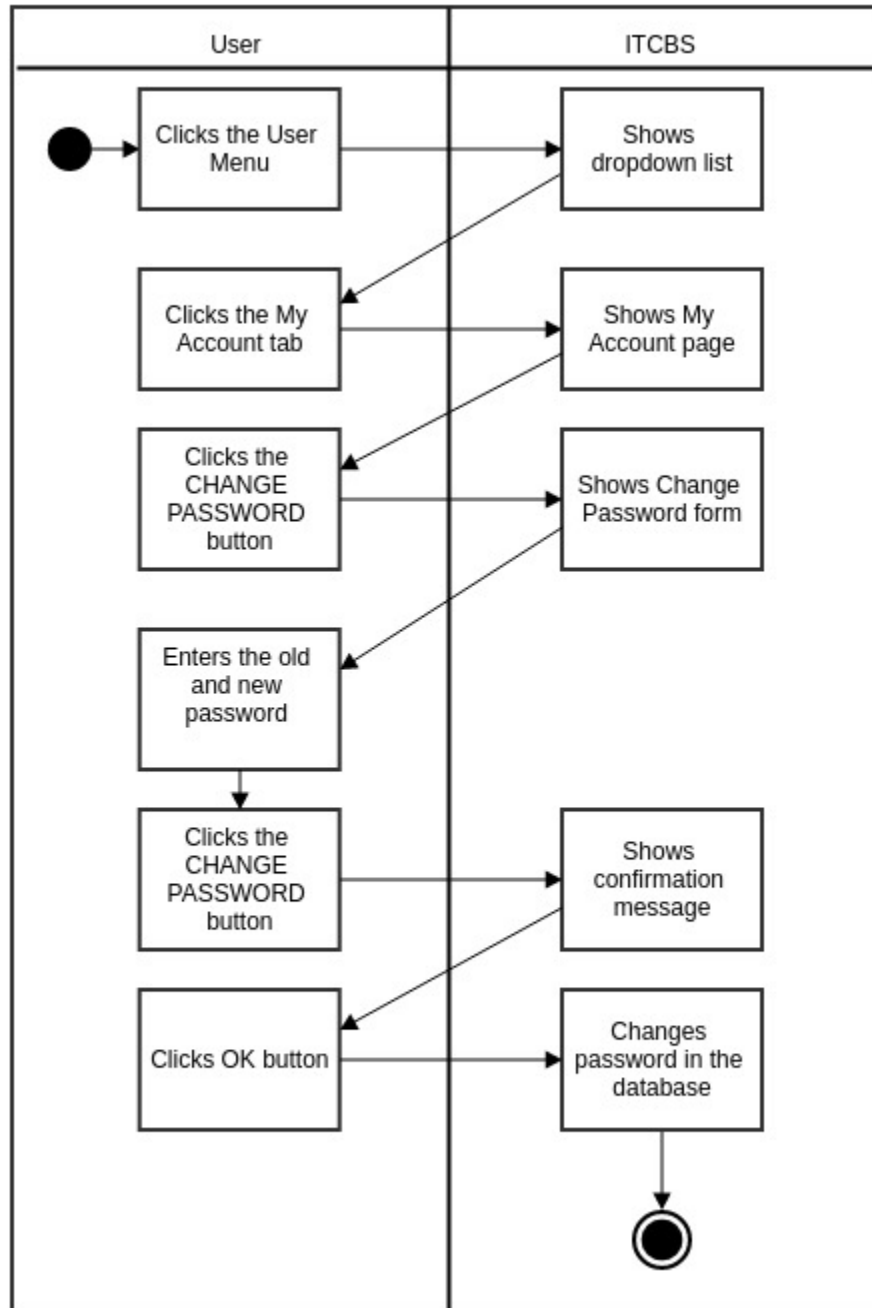 User
ITCBS
Clicks the User
Menu
Shows
dropdown list
Clicks the My
Account tab
Shows My
Account page
Clicks the
CHANGE
PASSWORD
button
Shows Change
Password form
Enters the old
and new
password
Clicks the
CHANGE
PASSWORD
button
Shows
confirmation
message
Clicks OK button
Changes
password in the
database